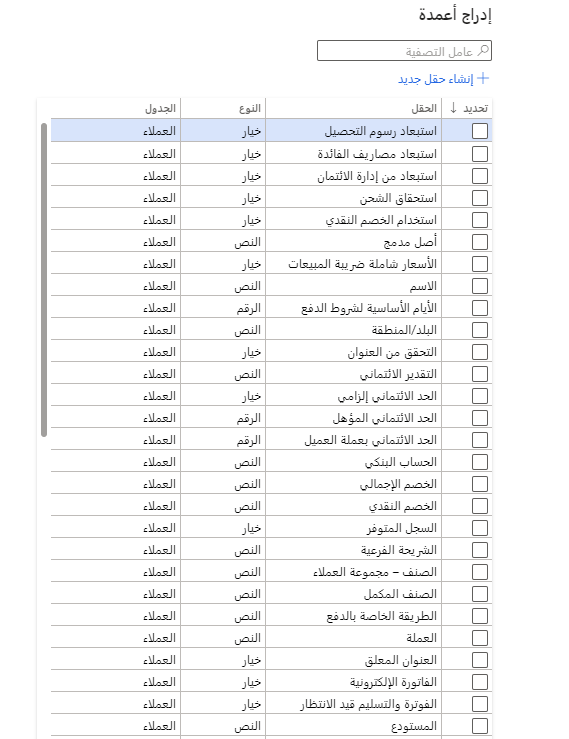 إدراج أعمدة
عامل التصفية
إنشاء حقل جديد
تحديد ↓ الحقل النوع الجدول
استبعاد رسوم التحصيل خيار العملاء
استبعاد مصاريف الفائدة خيار العملاء
استبعاد من إدارة الائتمان خيار العملاء
استحقاق الشحن خيار العملاء
استخدام الخصم النقدي خيار العملاء
أصل مدمج النص العملاء
الأسعار شاملة ضريبة المبيعات خيار العملاء
الاسم النص العملاء
الأيام الأساسية لشروط الدفع الرقم العملاء
البلد/المنطقة النص العملاء
التحقق من العنوان خيار العملاء
التقدير الائتماني النص العملاء
الحد الائتماني إلزامي خيار العملاء
الحد الائتماني المؤهل الرقم العملاء
الحد الائتماني بعملة العميل الرقم العملاء
الحساب البنكي النص العملاء
الخصم الإجمالي النص العملاء
الخصم النقدي النص العملاء
السجل المتوفر خيار العملاء
الشريحة الفرعية النص العملاء
الصنف – مجموعة العملاء النص العملاء
الصنف المكمل النص العملاء
الطريقة الخاصة بالدفع النص العملاء
العملة النص العملاء
العنوان المعلق خيار العملاء
الفاتورة الإلكترونية خيار العملاء
الفوترة والتسليم قيد الانتظار خيار العملاء
المستودع النص العملاء